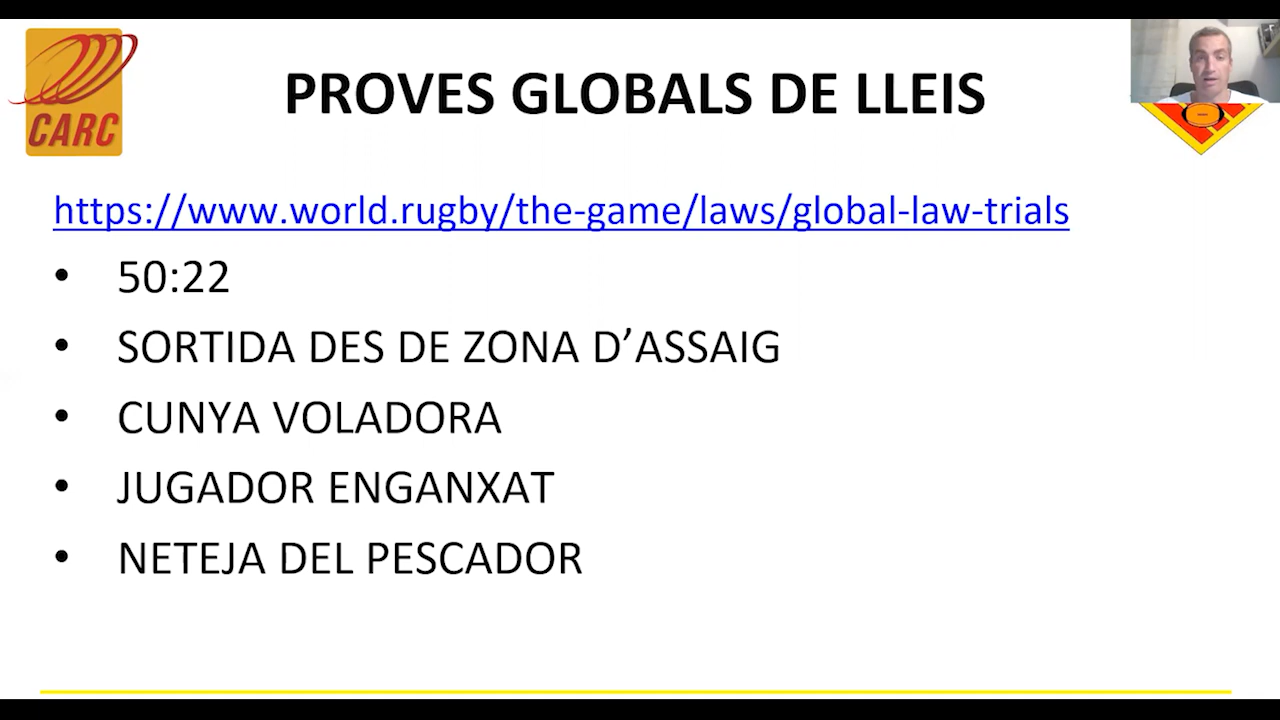 CARC
PROVES GLOBALS DE LLEIS
https://www.world.rugby/the-game/laws/global-law-trials
• 50:22
• SORTIDA DES DE ZONA D’ASSAIG
• CUNYA VOLADORA
• JUGADOR ENGANXAT
• NETEJA DEL PESCADOR